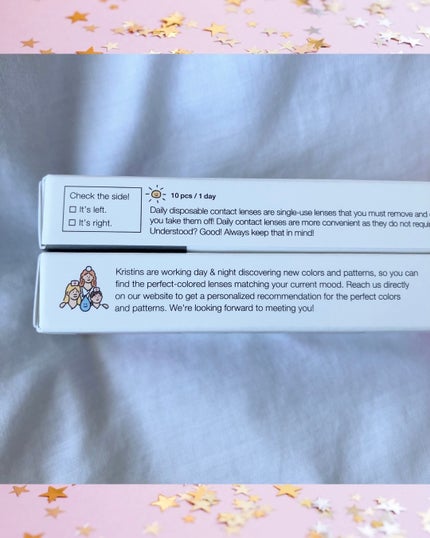 Check the side!
☐ It's left.
☐ It's right.
10 pcs / 1 day
Daily disposable contact lenses are single-use lenses that you must remove and
you take them off! Daily contact lenses are more convenient as they do not
Understood? Good! Always keep that in mind!
Kristins are working day & night discovering new colors and patterns, so you can
find the perfect-colored lenses matching your current mood. Reach us directly
on our website to get a personalized recommendation for the perfect colors
and patterns. We're looking forward to meeting you!